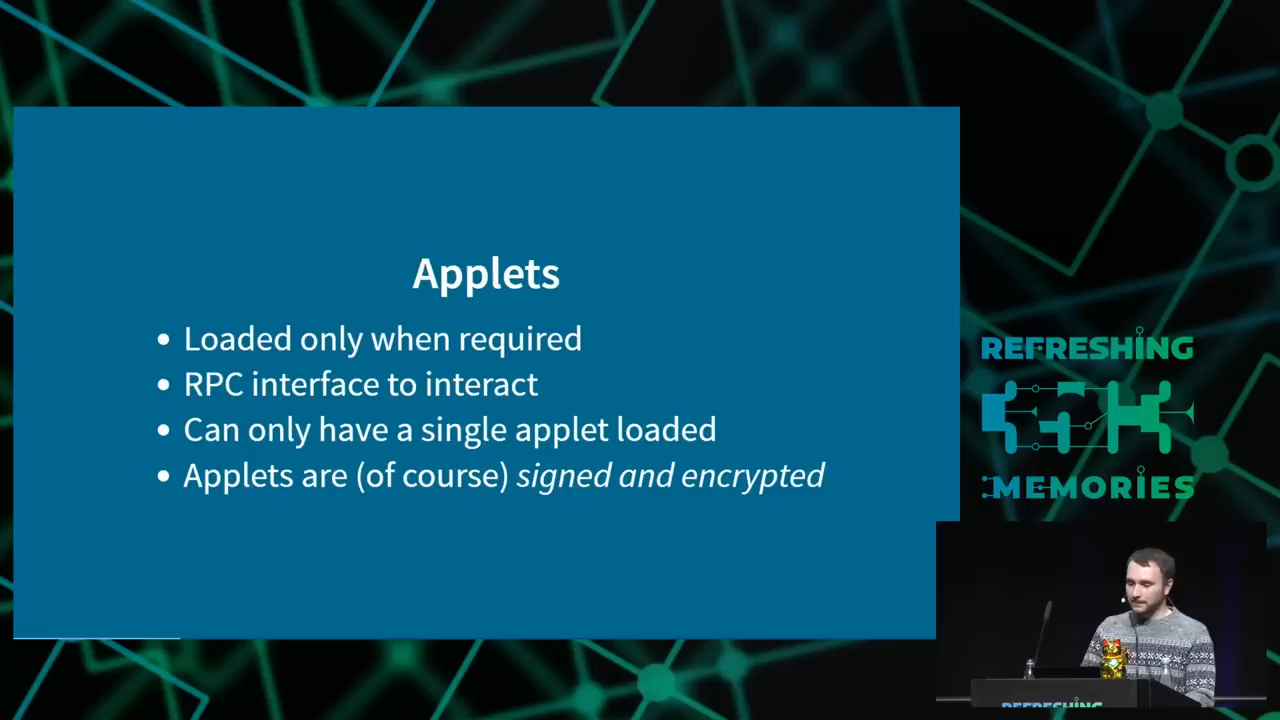 Applets
Loaded only when required
RPC interface to interact
Can only have a single applet loaded
Applets are (of course) signed and encrypted
REFRESHING
MEMORIES
REFRESHING